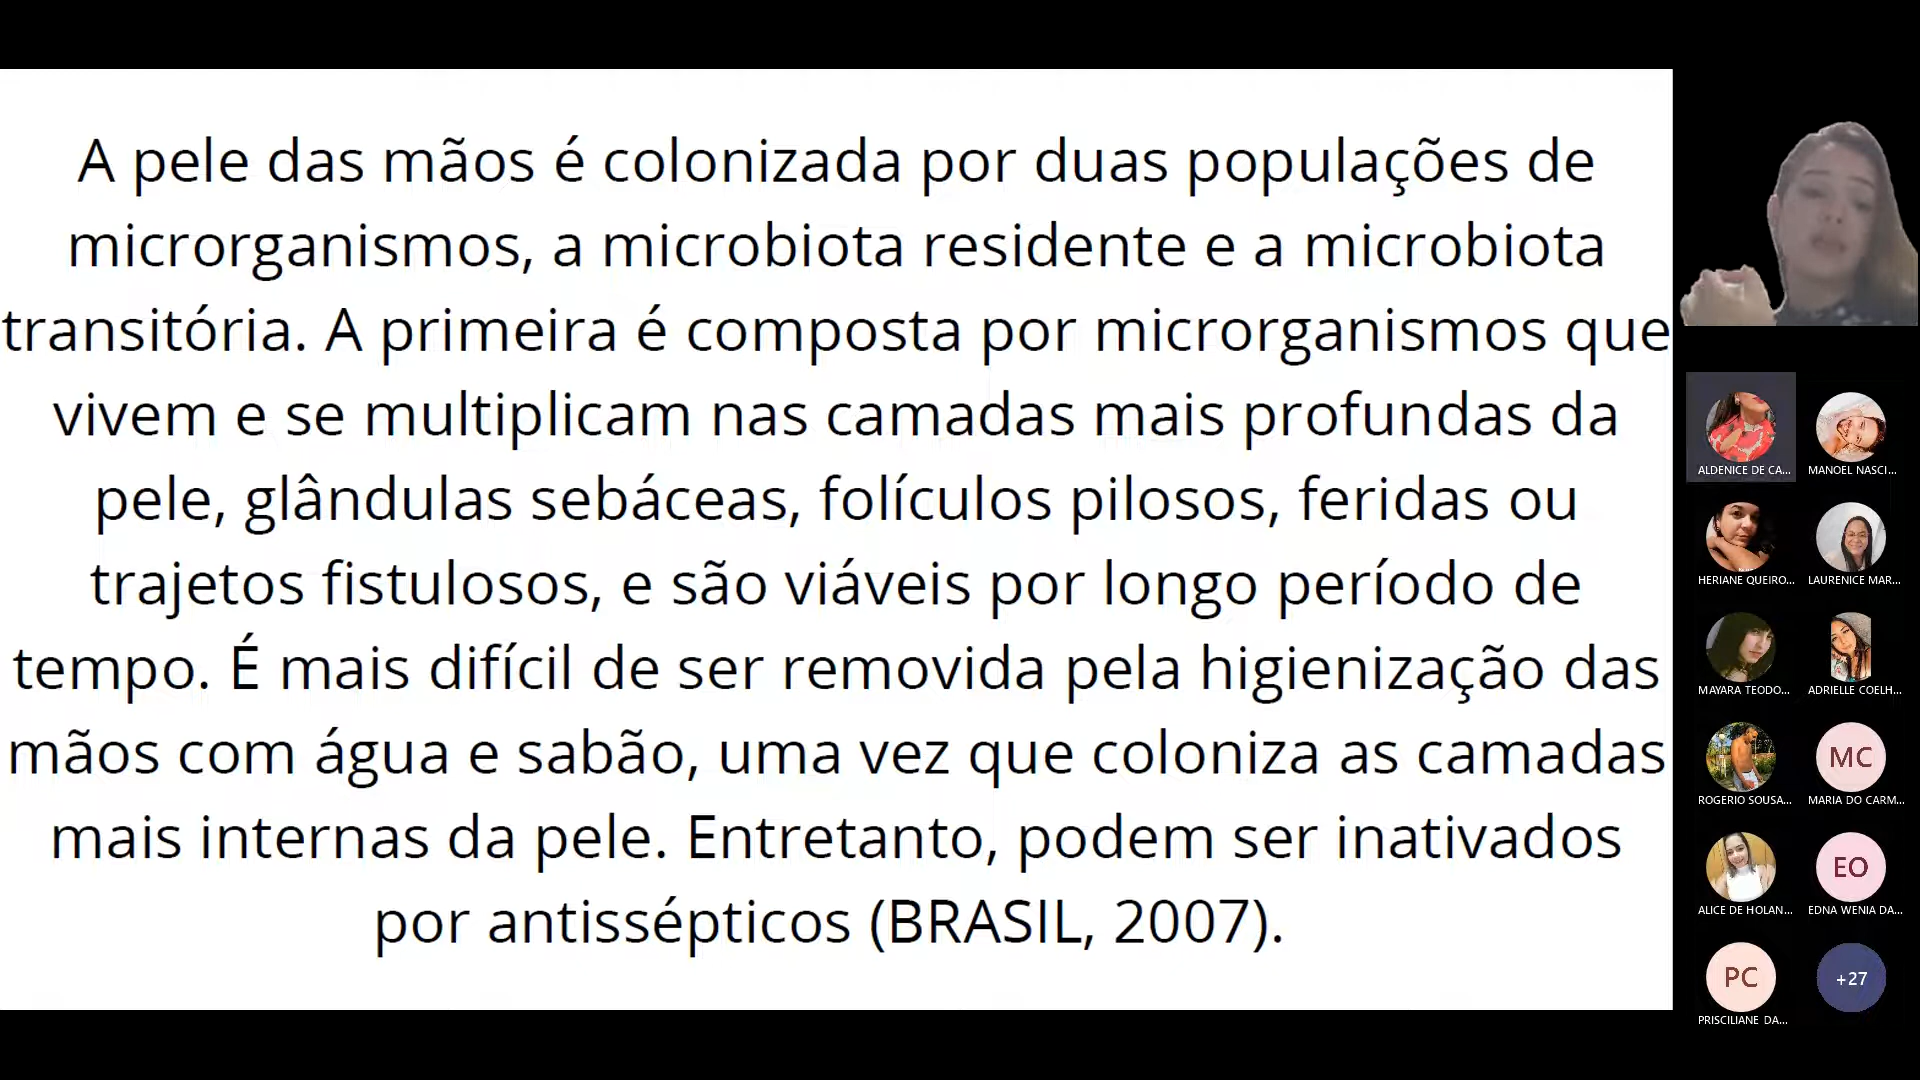 A pele das mãos é colonizada por duas populações de
microrganismos, a microbiota residente e a microbiota
transitória. A primeira é composta por microrganismos que
vivem e se multiplicam nas camadas mais profundas da
pele, glândulas sebáceas, folículos pilosos, feridas ou
trajetos fistulosos, e são viáveis por longo período de
tempo. É mais difícil de ser removida pela higienização das
mãos com água e sabão, uma vez que coloniza as camadas
mais internas da pele. Entretanto, podem ser inativados
por antissépticos (BRASIL, 2007).
ALDENICE DE CA...
MANOEL NASCI...
HERIANE QUEIRO...
LAURENICE MAR...
MAYARA TEODO...
ADRIELLE COELH...
ROGERIO SOUSA...
MC
MARIA DO CARM...
ALICE DE HOLAN...
EO
EDNA WENIA DA...
PC
PRISCILIANE DA...
+27